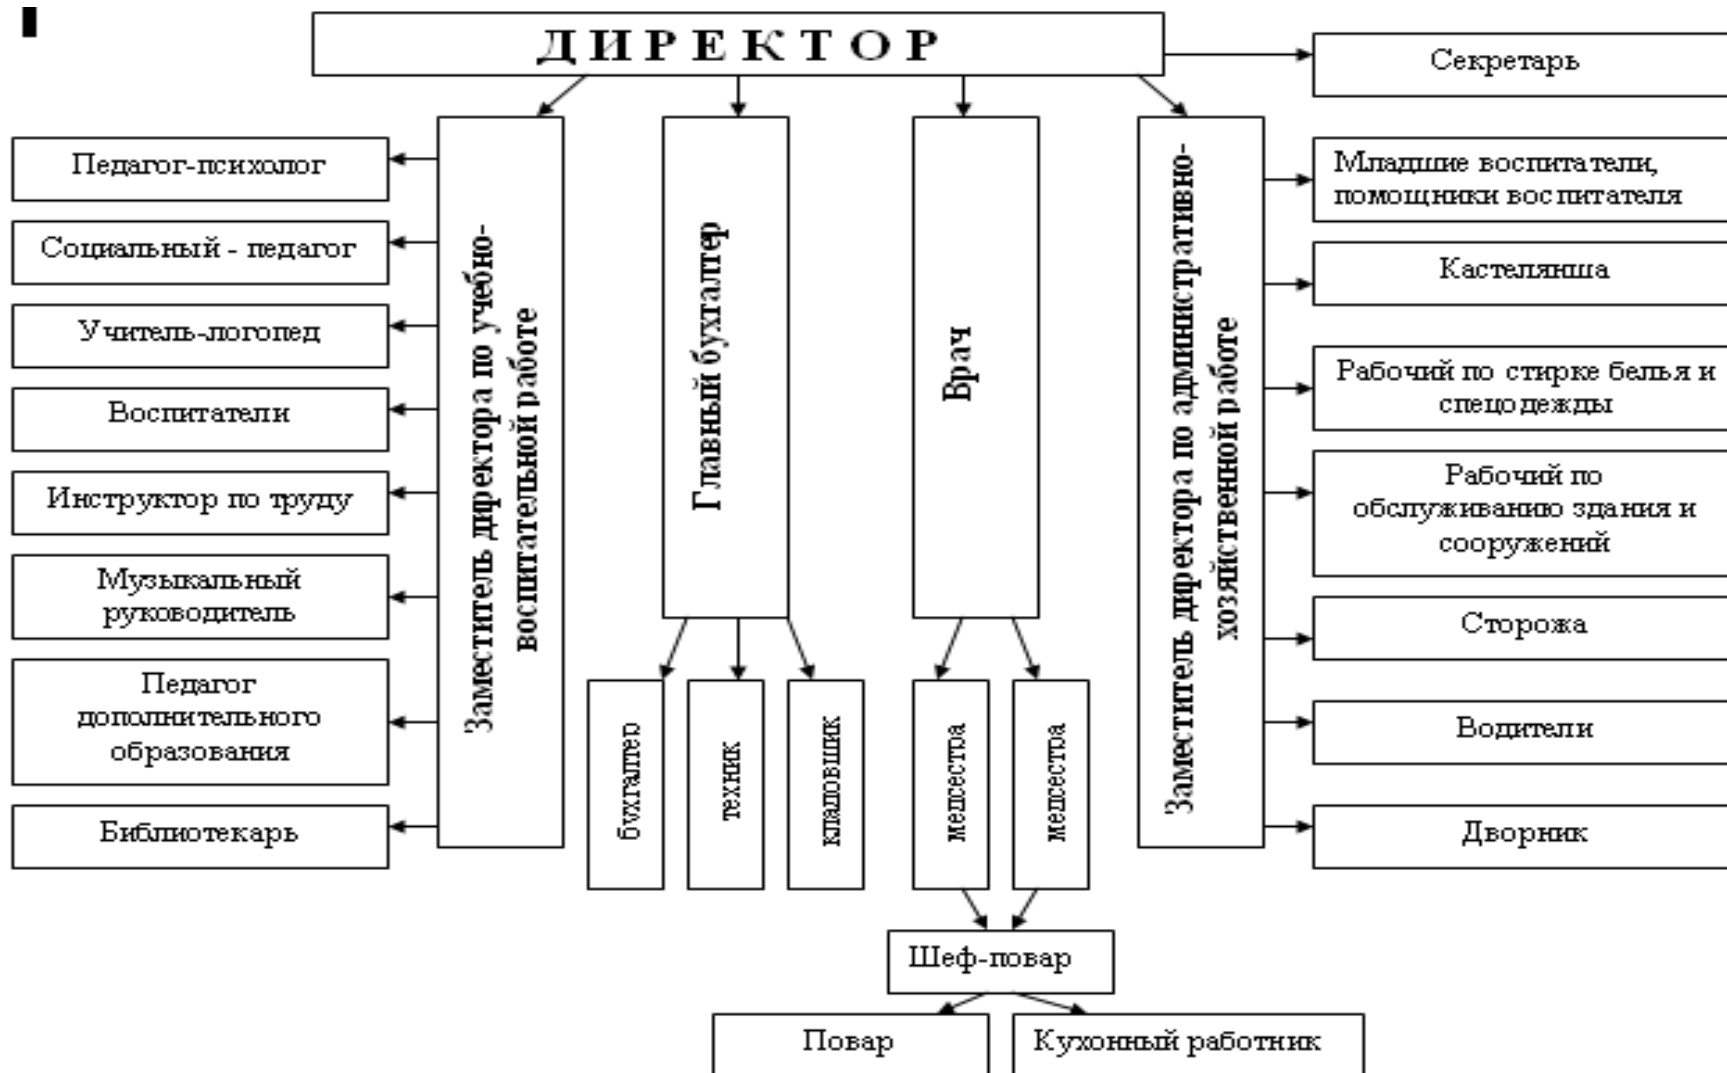 ДИРЕКТОР
Секретарь
Педагог-психолог
Социальный - педагог
Учитель-логопед
Воспитатели
Инструктор по труду
Музыкальный
руководитель
Педагог
дополнительного
образования
Библиотекарь
Заместитель директора по учебно-
воспитательной работе
Главный бухгалтер
бухгалтер
техник
кладовщик
Врач
медсестра
медсестра
Шеф-повар
Повар
Кухонный работник
Заместитель директора по административно-
хозяйственной работе
Младшие воспитатели,
помощники воспитателя
Кастелянша
Рабочий по стирке белья и
спецодежды
Рабочий по
обслуживанию здания и
сооружений
Сторожа
Водители
Дворник